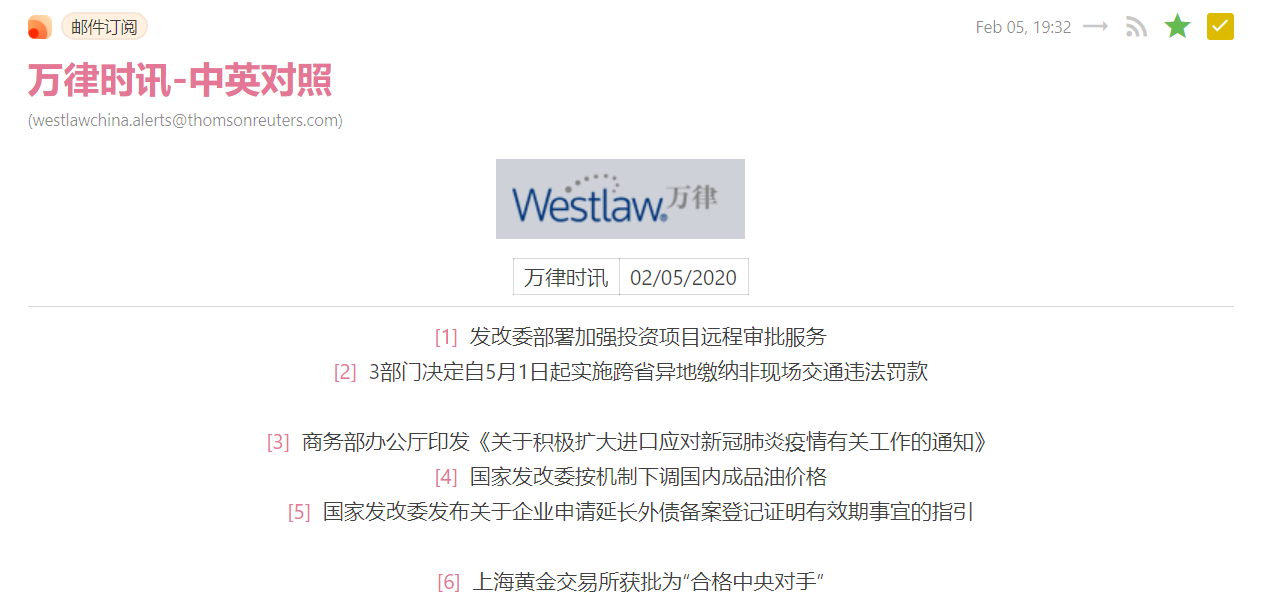 邮件订阅
Feb 05, 19:32
万律时讯-中英对照
(westlawchina.alerts@thomsonreuters.com)
Westlaw® 万律
万律时讯 02/05/2020
[1] 发改委部署加强投资项目远程审批服务
[2] 3部门决定自5月1日起实施跨省异地缴纳非现场交通违法罚款
[3] 商务部办公厅印发《关于积极扩大进口应对新冠肺炎疫情有关工作的通知》
[4] 国家发改委按机制下调国内成品油价格
[5] 国家发改委发布关于企业申请延长外债备案登记证明有效期事宜的指引
[6] 上海黄金交易所获批为“合格中央对手”